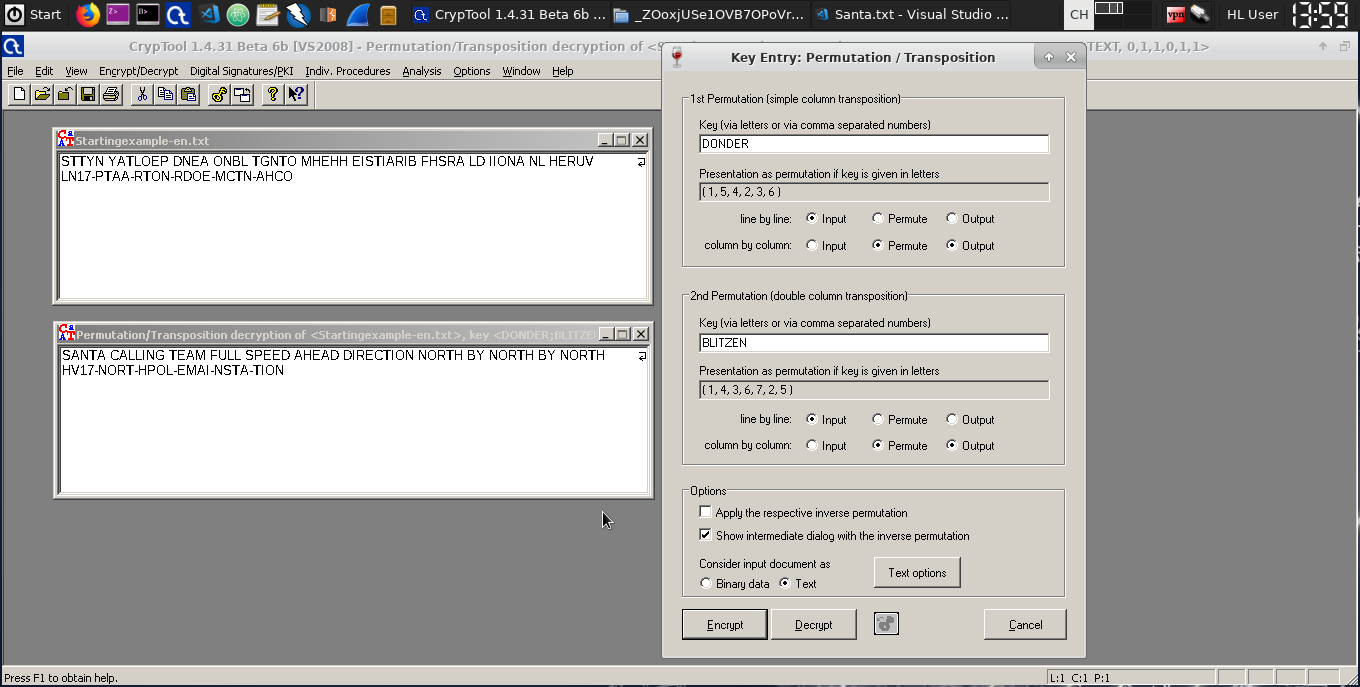 Start
CrypTool 1.4.31 Beta 6b ...
_ZOoxjUSe1OVB7OPoVr...
Santa.txt - Visual Studio ...
CH
vpn
HL User
13:53
CrypTool 1.4.31 Beta 6b [VS2008] - Permutation/Transposition decryption of <S
TEXT, 0,1,1,0,1,1>
File Edit View Encrypt/Decrypt Digital Signatures/PKI Indiv. Procedures Analysis Options Window Help
Startingexample-en.txt
STTYN YATLOEP DNEA ONBL TGNTO MHEHH EISTIARIB FHSRA LD IIONA NL HERUV
LN17-PTAA-RTON-RDOE-MCTN-AHCO
Permutation/Transposition decryption of <Startingexample-en.txt>, key <DONDER;BLITZEN
SANTA CALLING TEAM FULL SPEED AHEAD DIRECTION NORTH BY NORTH BY NORTH
HV17-NORT-HPOL-EMAI-NSTA-TION
Key Entry: Permutation / Transposition
1st Permutation (simple column transposition)
Key (via letters or via comma separated numbers)
DONDER
Presentation as permutation if key is given in letters
( 1, 5, 4, 2, 3, 6 )
line by line: Input Permute Output
column by column: Input Permute Output
2nd Permutation (double column transposition)
Key (via letters or via comma separated numbers)
BLITZEN
Presentation as permutation if key is given in letters
( 1, 4, 3, 6, 7, 2, 5 )
line by line: Input Permute Output
column by column: Input Permute Output
Options
Apply the respective inverse permutation
Show intermediate dialog with the inverse permutation
Consider input document as
Binary data Text
Text options
Encrypt Decrypt Cancel
Press F1 to obtain help.
L:1 C:1 P:1